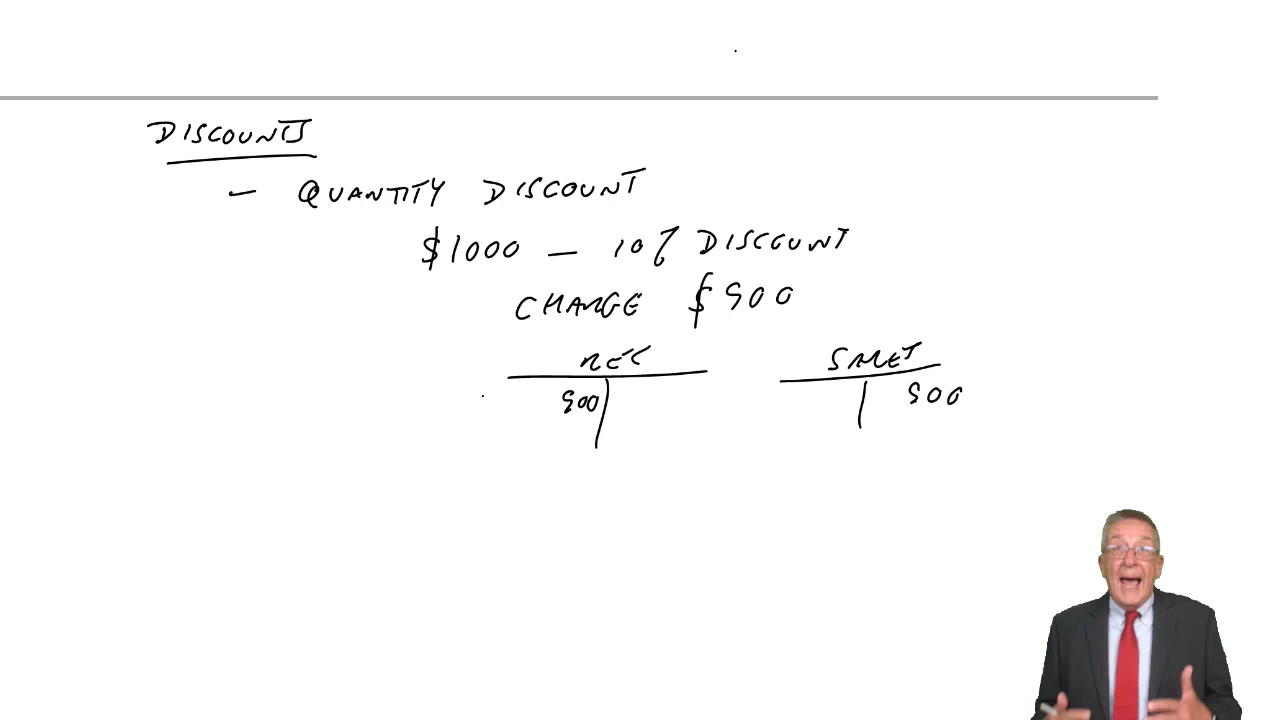 DISCOUNTS
- QUANTITY DISCOUNT
$1000 - 10% DISCOUNT
CHARGE $900
REC SALES
900 900